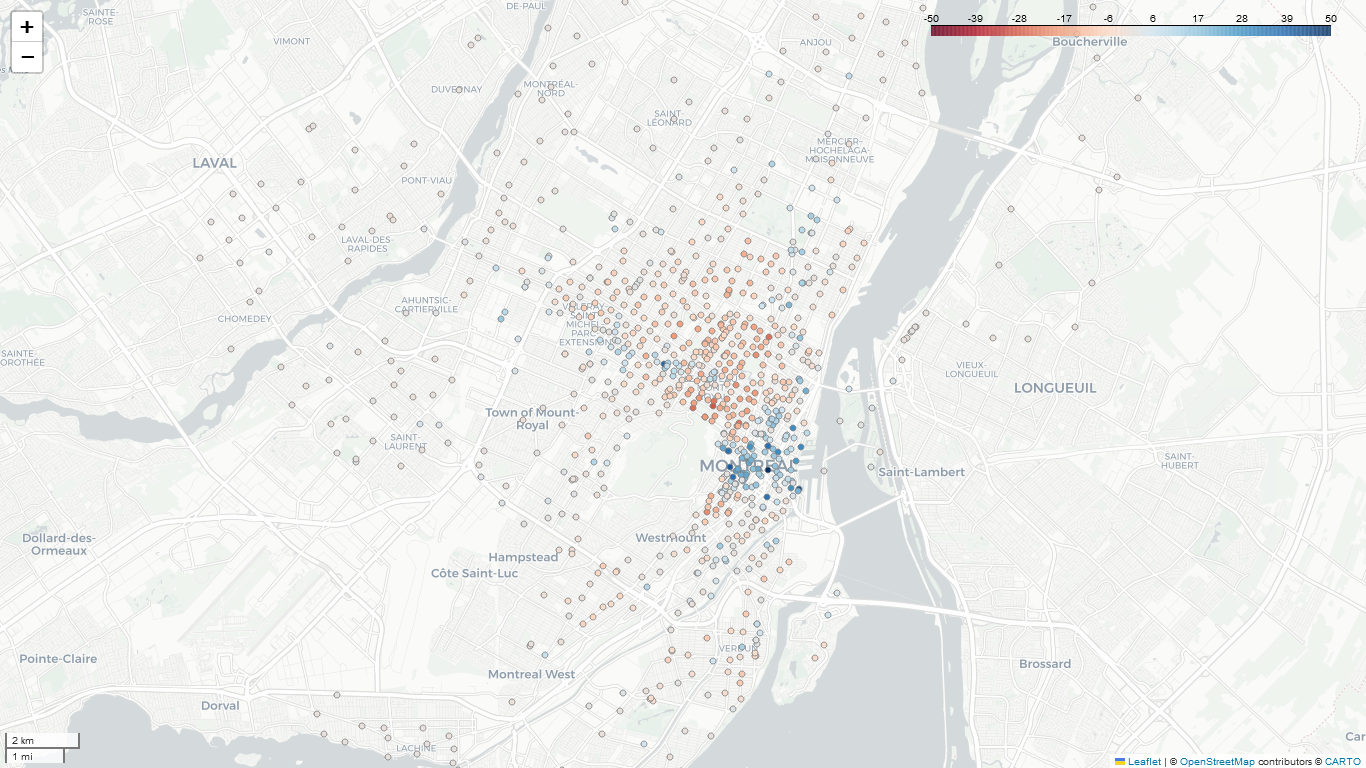 +
−
SAINTE-
ROSE
DE-PAUL
VIMONT
ANJOU
-50 -39 -28 -17 -6 6 17 28 39 50
Boucherville
DUVERNAY
MONTRÉAL-
NORD
SAINT-
LÉONARD
MERCIER-
HOCHELAGA-
MAISONNEUVE
LAVAL
PONT-VIAU
LAVAL-DES-
RAPIDES
AHUNTSIC-
CARTIERVILLE
CHOMEDEY
SAINT-
MICHEL-
PARC
EXTENSION
SAINTE-
DOROTHÉE
VIEUX-
LONGUEUIL
LONGUEUIL
Town of Mount-
Royal
SAINT-
LAURENT
MONTRÉAL
Saint-Lambert
SAINT-
HUBERT
Dollard-des-
Ormeaux
Westmount
Hampstead
Côte Saint-Luc
VERDUN
Pointe-Claire
Montreal West
Brossard
Dorval
LACHINE
Car
2 km
1 mi
Leaflet | © OpenStreetMap contributors © CARTO